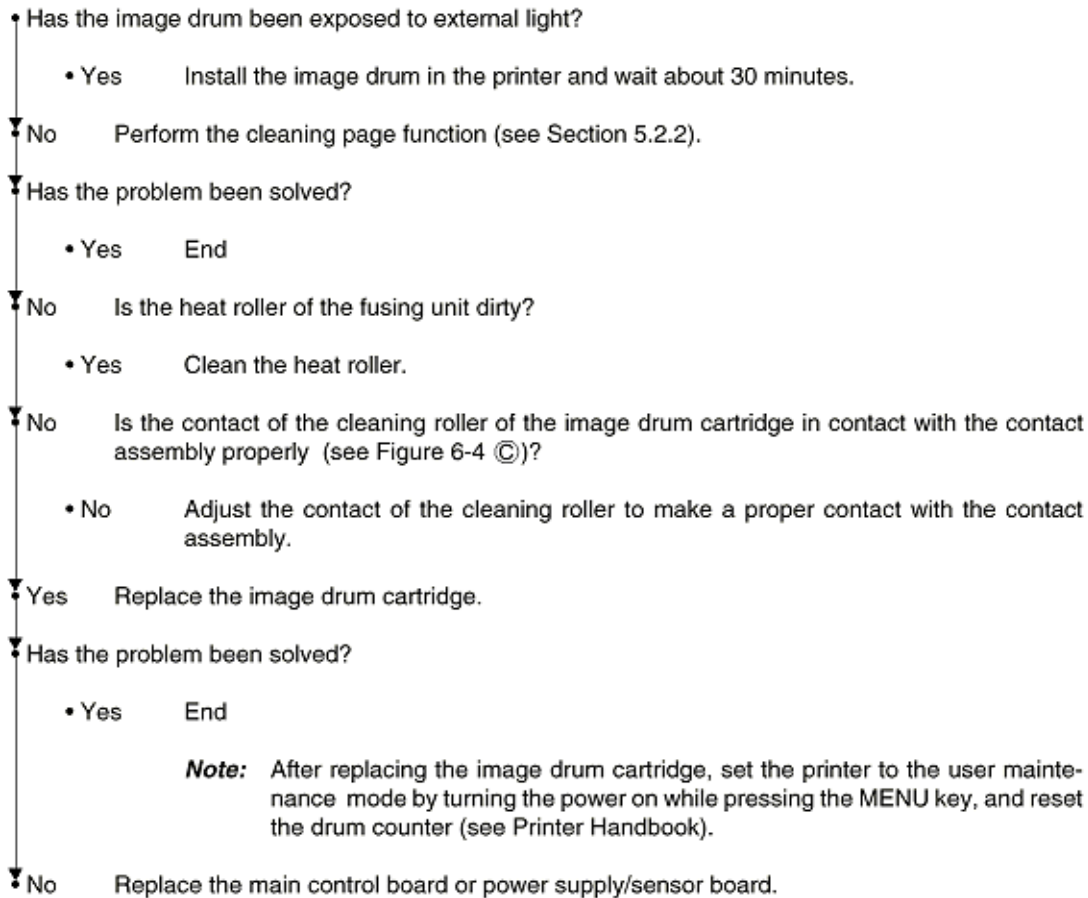 • Has the image drum been exposed to external light?
• Yes Install the image drum in the printer and wait about 30 minutes.
• No Perform the cleaning page function (see Section 5.2.2).
• Has the problem been solved?
• Yes End
• No Is the heat roller of the fusing unit dirty?
• Yes Clean the heat roller.
• No Is the contact of the cleaning roller of the image drum cartridge in contact with the contact
assembly properly (see Figure 6-4 Ⓒ)?
• No Adjust the contact of the cleaning roller to make a proper contact with the contact
assembly.
• Yes Replace the image drum cartridge.
• Has the problem been solved?
• Yes End
Note: After replacing the image drum cartridge, set the printer to the user mainte-
nance mode by turning the power on while pressing the MENU key, and reset
the drum counter (see Printer Handbook).
• No Replace the main control board or power supply/sensor board.